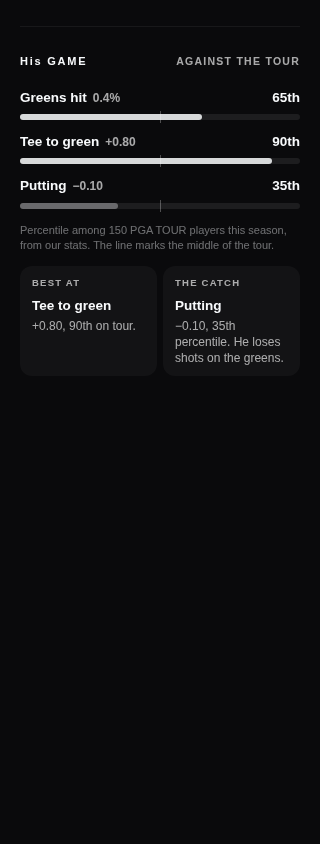 His GAME AGAINST THE TOUR
Greens hit 0.4% 65th
Tee to green +0.80 90th
Putting −0.10 35th
Percentile among 150 PGA TOUR players this season,
from our stats. The line marks the middle of the tour.
BEST AT
Tee to green
+0.80, 90th on tour.
THE CATCH
Putting
−0.10, 35th
percentile. He loses
shots on the greens.